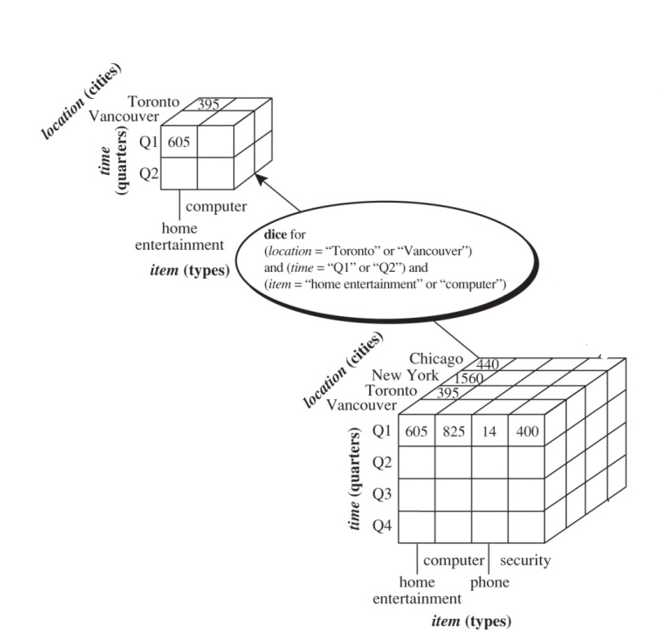 location (cities)
Toronto 395
Vancouver
time
(quarters)
Q1 605
Q2
computer
home
entertainment
item (types)
dice for
(location = “Toronto” or “Vancouver”)
and (time = “Q1” or “Q2”) and
(item = “home entertainment” or “computer”)
location (cities)
Chicago 440
New York 1560
Toronto 395
Vancouver
time (quarters)
Q1 605 825 14 400
Q2
Q3
Q4
computer security
home phone
entertainment
item (types)